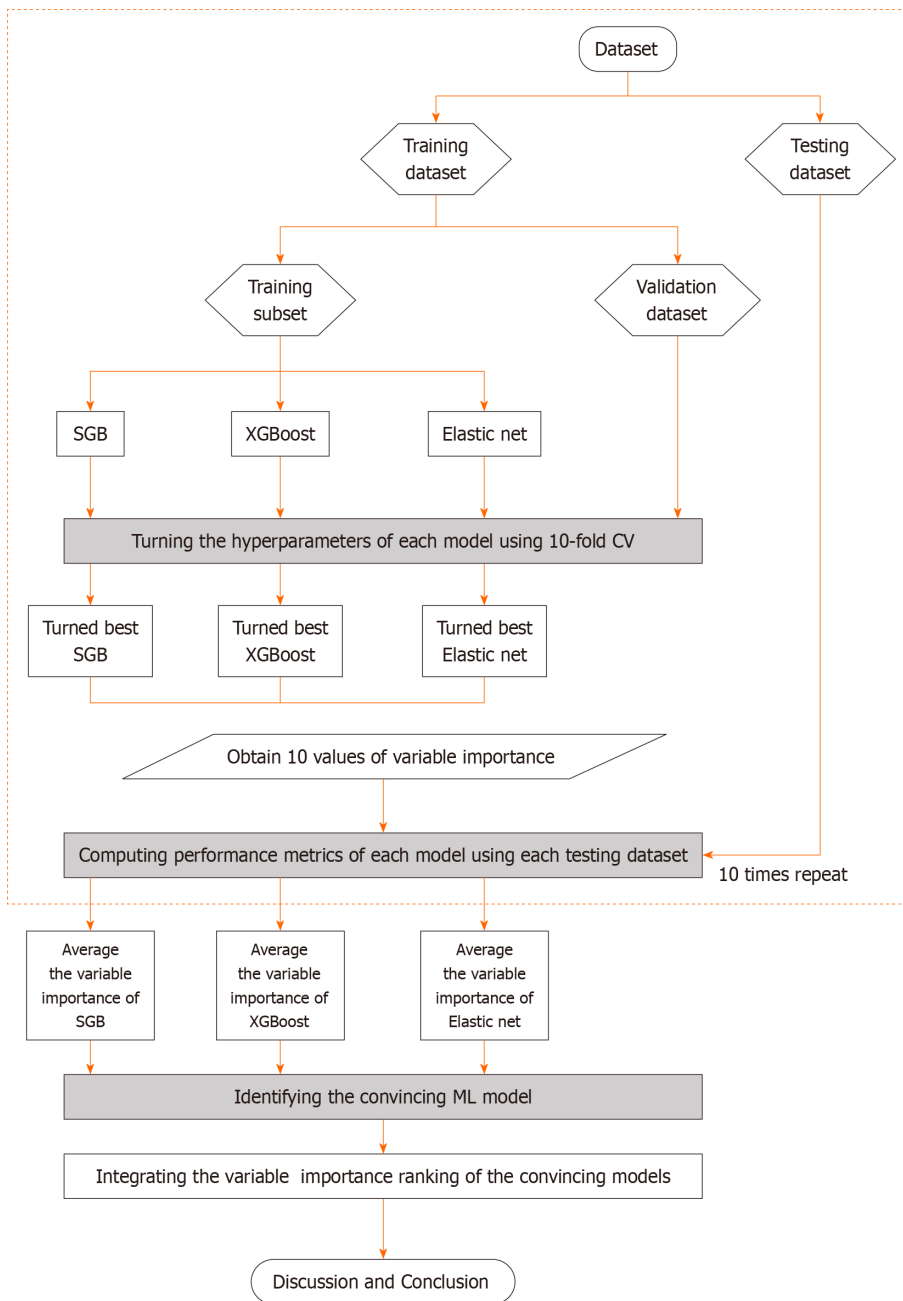 Dataset
Training
dataset
Testing
dataset
Training
subset
Validation
dataset
SGB
XGBoost
Elastic net
Turning the hyperparameters of each model using 10-fold CV
Turned best
SGB
Turned best
XGBoost
Turned best
Elastic net
Obtain 10 values of variable importance
Computing performance metrics of each model using each testing dataset
10 times repeat
Average
the variable
importance of
SGB
Average
the variable
importance of
XGBoost
Average
the variable
importance of
Elastic net
Identifying the convincing ML model
Integrating the variable importance ranking of the convincing models
Discussion and Conclusion